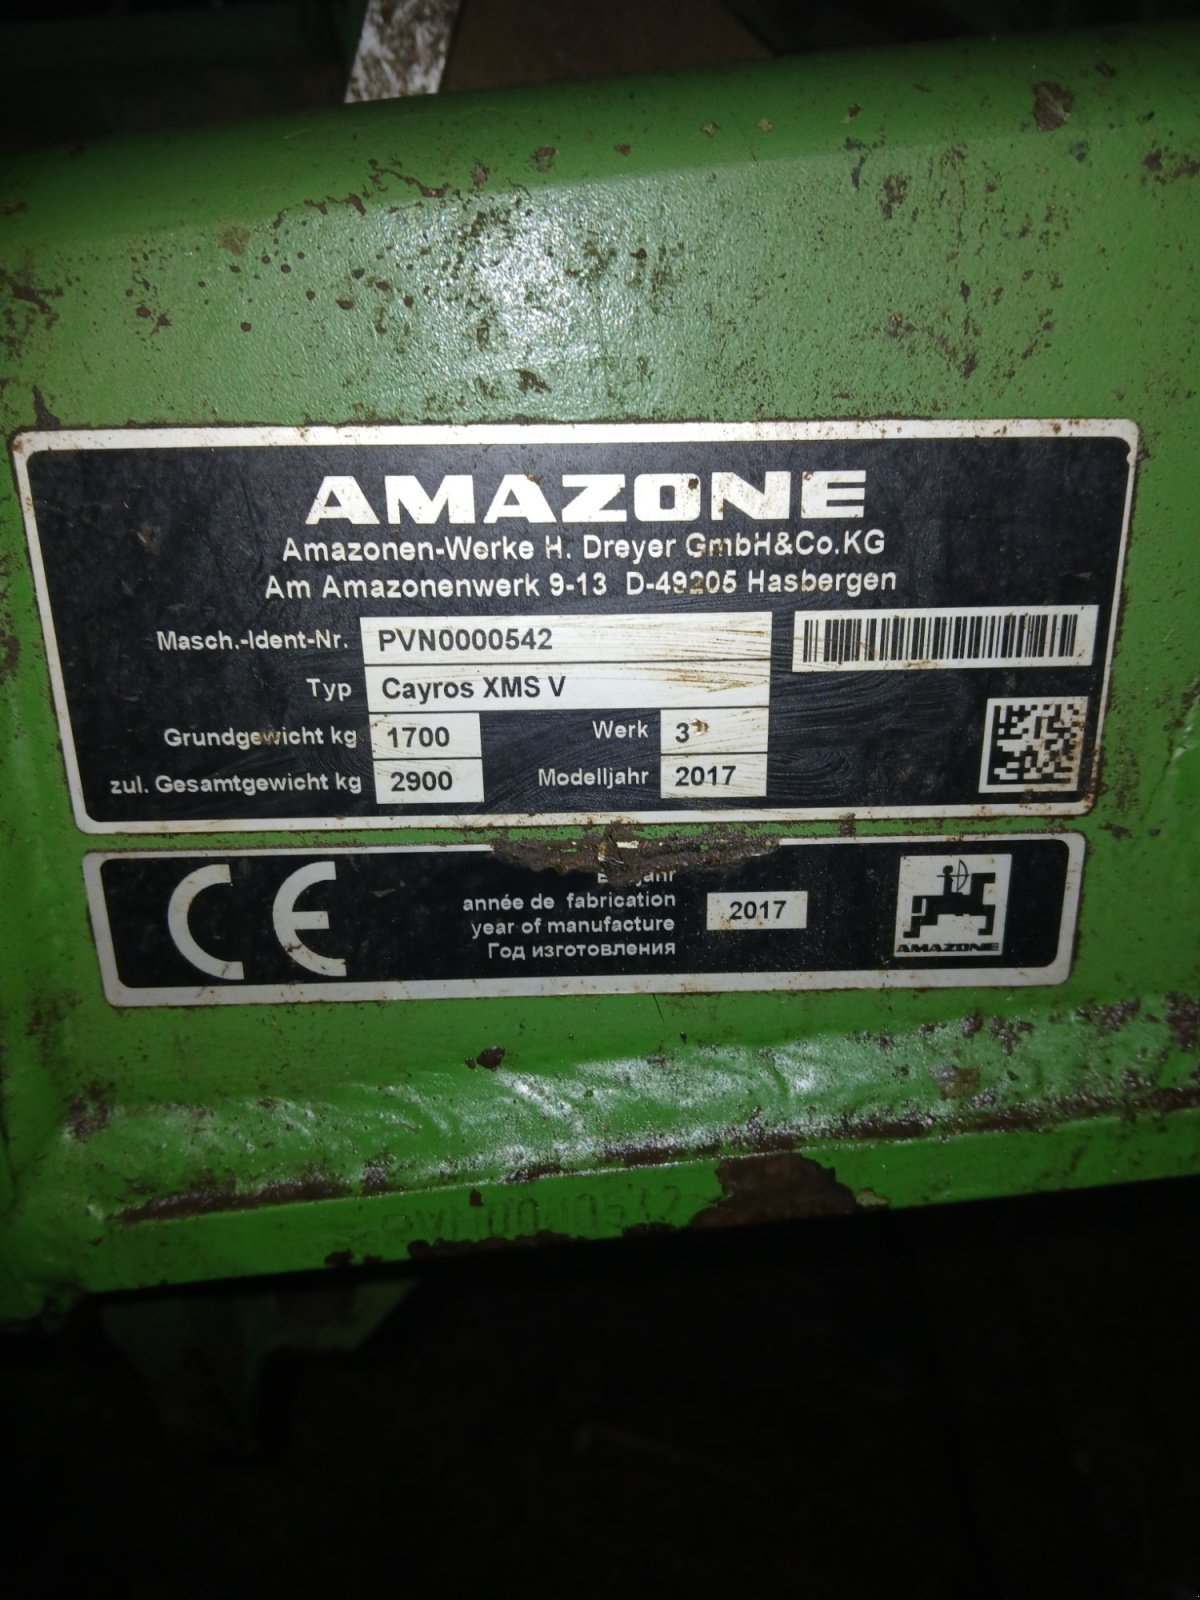 AMAZONE
Amazonen-Werke H. Dreyer GmbH&Co.KG
Am Amazonenwerk 9-13 D-49205 Hasbergen
Masch.-Ident-Nr. PVN0000542
Typ Cayros XMS V
Grundgewicht kg 1700 Werk 3
zul. Gesamtgewicht kg 2900 Modelljahr 2017
CE
année de fabrication
year of manufacture 2017
Год изготовления
AMAZONE
PVN0000542